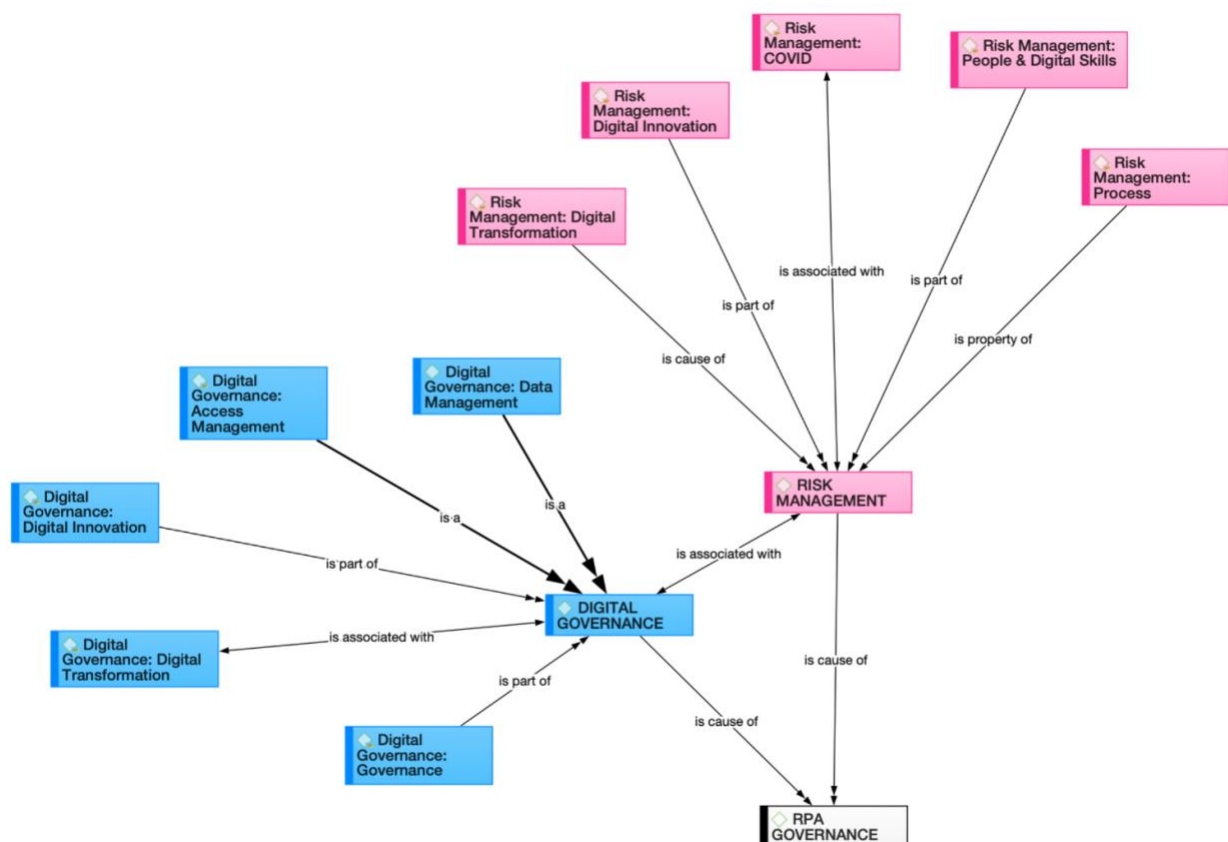 Risk
Management:
COVID
Risk Management:
People & Digital Skills
Risk
Management:
Digital Innovation
Risk
Management:
Process
Risk
Management: Digital
Transformation
is associated with
is part of
is part of
is property of
is cause of
Digital
Governance: Data
Management
Digital
Governance:
Access
Management
RISK
MANAGEMENT
Digital
Governance:
Digital Innovation
is a
is a
is associated with
is part of
DIGITAL
GOVERNANCE
Digital
Governance: Digital
Transformation
is associated with
is part of
is cause of
is cause of
Digital
Governance:
Governance
RPA
GOVERNANCE